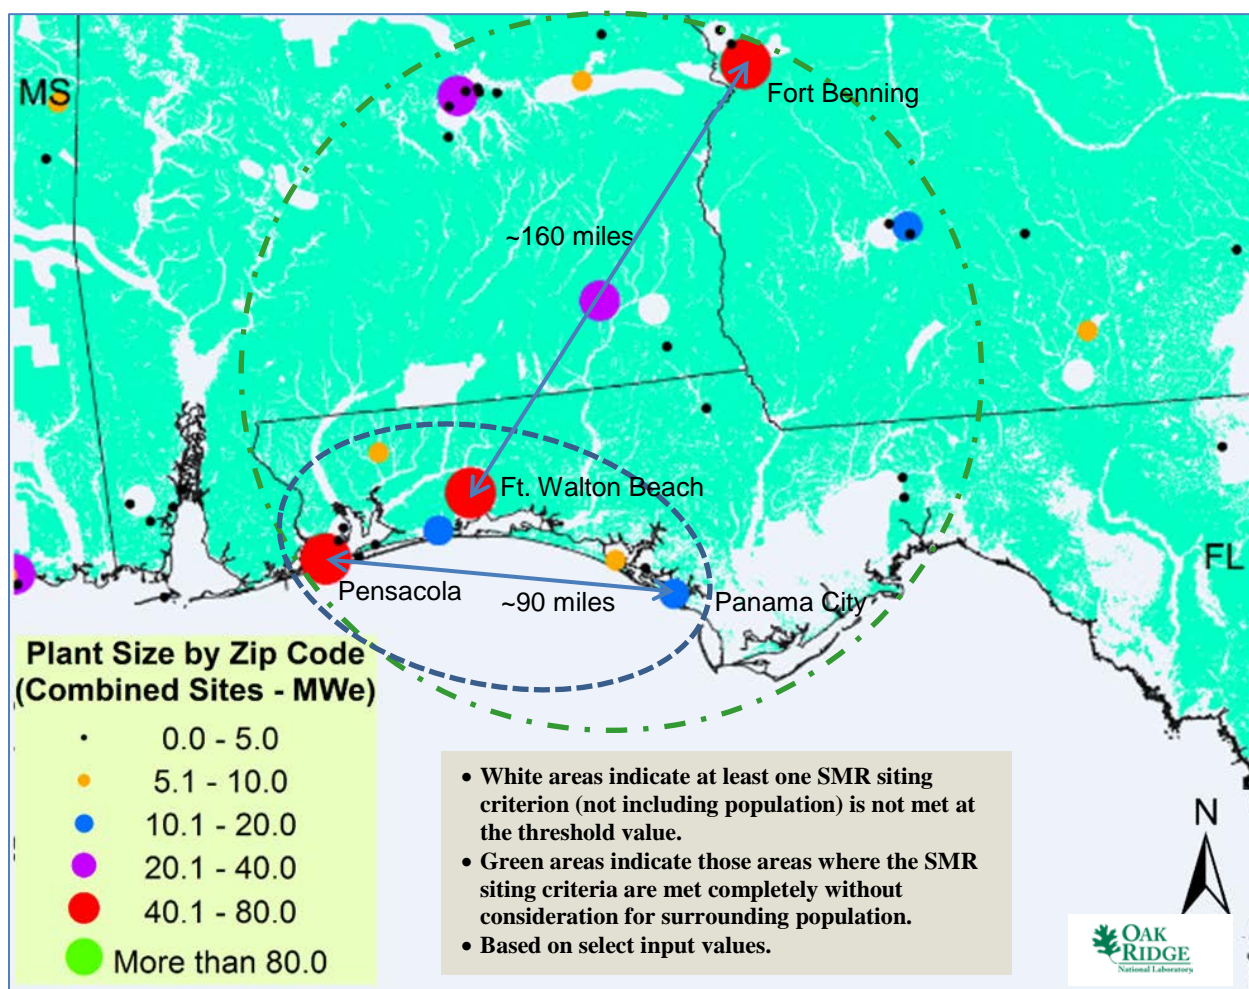 MS
Fort Benning
~160 miles
Ft. Walton Beach
FL
Pensacola
~90 miles
Panama City
Plant Size by Zip Code
(Combined Sites - MWe)
0.0 - 5.0
5.1 - 10.0
10.1 - 20.0
20.1 - 40.0
40.1 - 80.0
More than 80.0
• White areas indicate at least one SMR siting
criterion (not including population) is not met at
the threshold value.
• Green areas indicate those areas where the SMR
siting criteria are met completely without
consideration for surrounding population.
• Based on select input values.
N
OAK
RIDGE
National Laboratory